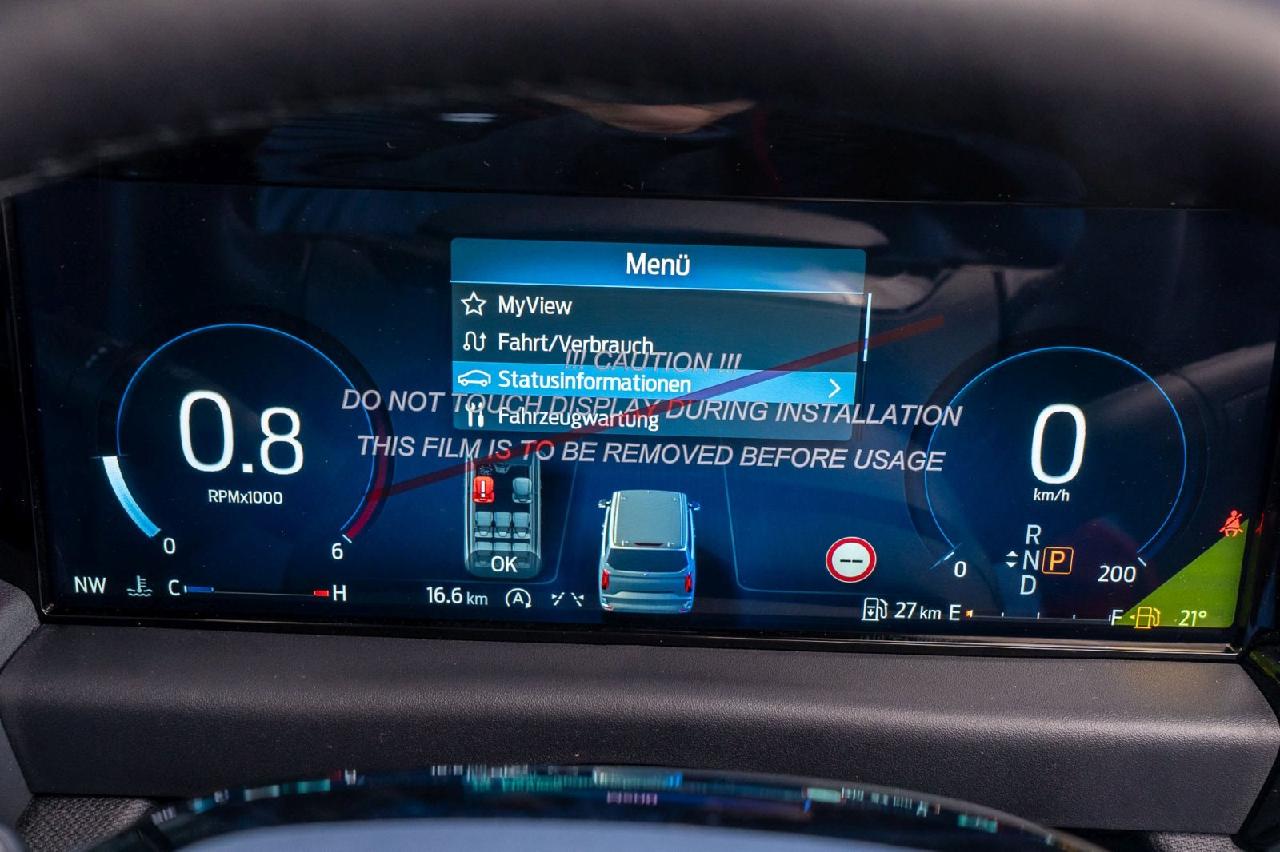 Menü
MyView
Fahrt/Verbrauch
!!! CAUTION !!!
Statusinformationen
DO NOT TOUCH DISPLAY DURING INSTALLATION
Fahrzeugwartung
THIS FILM IS TO BE REMOVED BEFORE USAGE
0.8
RPMx1000
0
6
0
km/h
R
N P
D
0
200
OK
NW
C
H
16.6 km
A
--
27 km E
F
21°